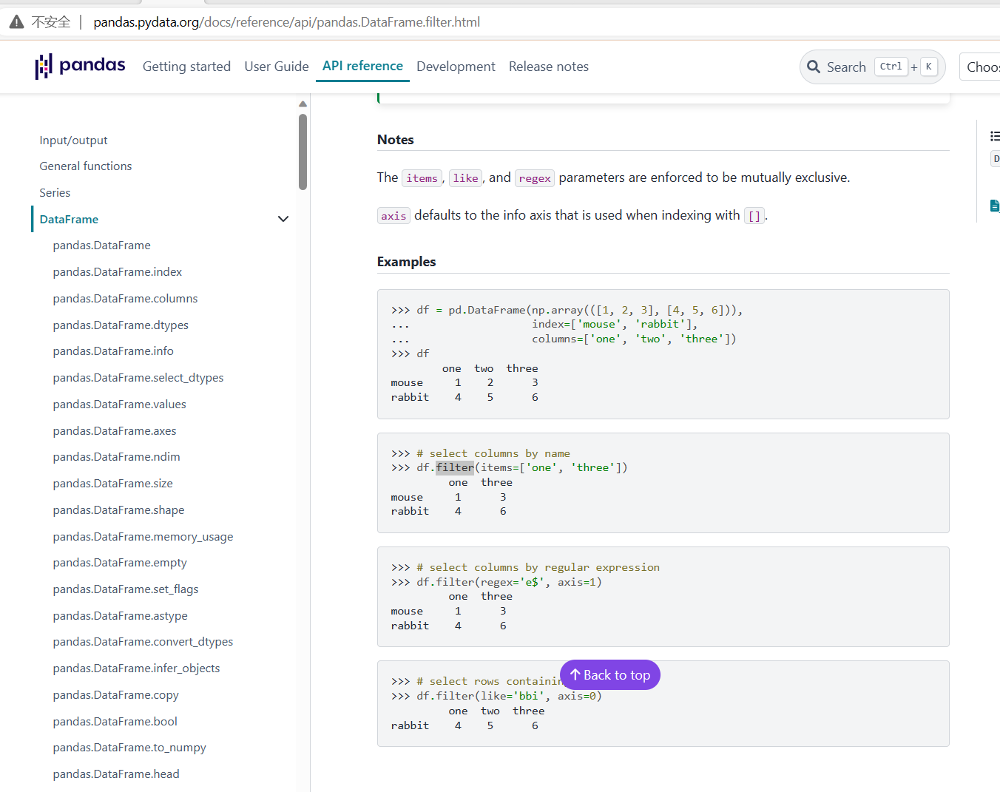 不安全 | pandas.pydata.org/docs/reference/api/pandas.DataFrame.filter.html
pandas Getting started User Guide API reference Development Release notes Search Ctrl + K Choos
Input/output
General functions
Series
DataFrame
pandas.DataFrame
pandas.DataFrame.index
pandas.DataFrame.columns
pandas.DataFrame.dtypes
pandas.DataFrame.info
pandas.DataFrame.select_dtypes
pandas.DataFrame.values
pandas.DataFrame.axes
pandas.DataFrame.ndim
pandas.DataFrame.size
pandas.DataFrame.shape
pandas.DataFrame.memory_usage
pandas.DataFrame.empty
pandas.DataFrame.set_flags
pandas.DataFrame.astype
pandas.DataFrame.convert_dtypes
pandas.DataFrame.infer_objects
pandas.DataFrame.copy
pandas.DataFrame.bool
pandas.DataFrame.to_numpy
pandas.DataFrame.head
Notes
The items, like, and regex parameters are enforced to be mutually exclusive.
axis defaults to the info axis that is used when indexing with [].
Examples
>>> df = pd.DataFrame(np.array(([1, 2, 3], [4, 5, 6])),
...                   index=['mouse', 'rabbit'],
...                   columns=['one', 'two', 'three'])
>>> df
        one  two  three
mouse     1    2      3
rabbit    4    5      6
>>> # select columns by name
>>> df.filter(items=['one', 'three'])
         one  three
mouse     1      3
rabbit    4      6
>>> # select columns by regular expression
>>> df.filter(regex='e$', axis=1)
         one  three
mouse     1      3
rabbit    4      6
>>> # select rows containin
Back to top
>>> df.filter(like='bbi', axis=0)
         one  two  three
rabbit    4    5      6
D